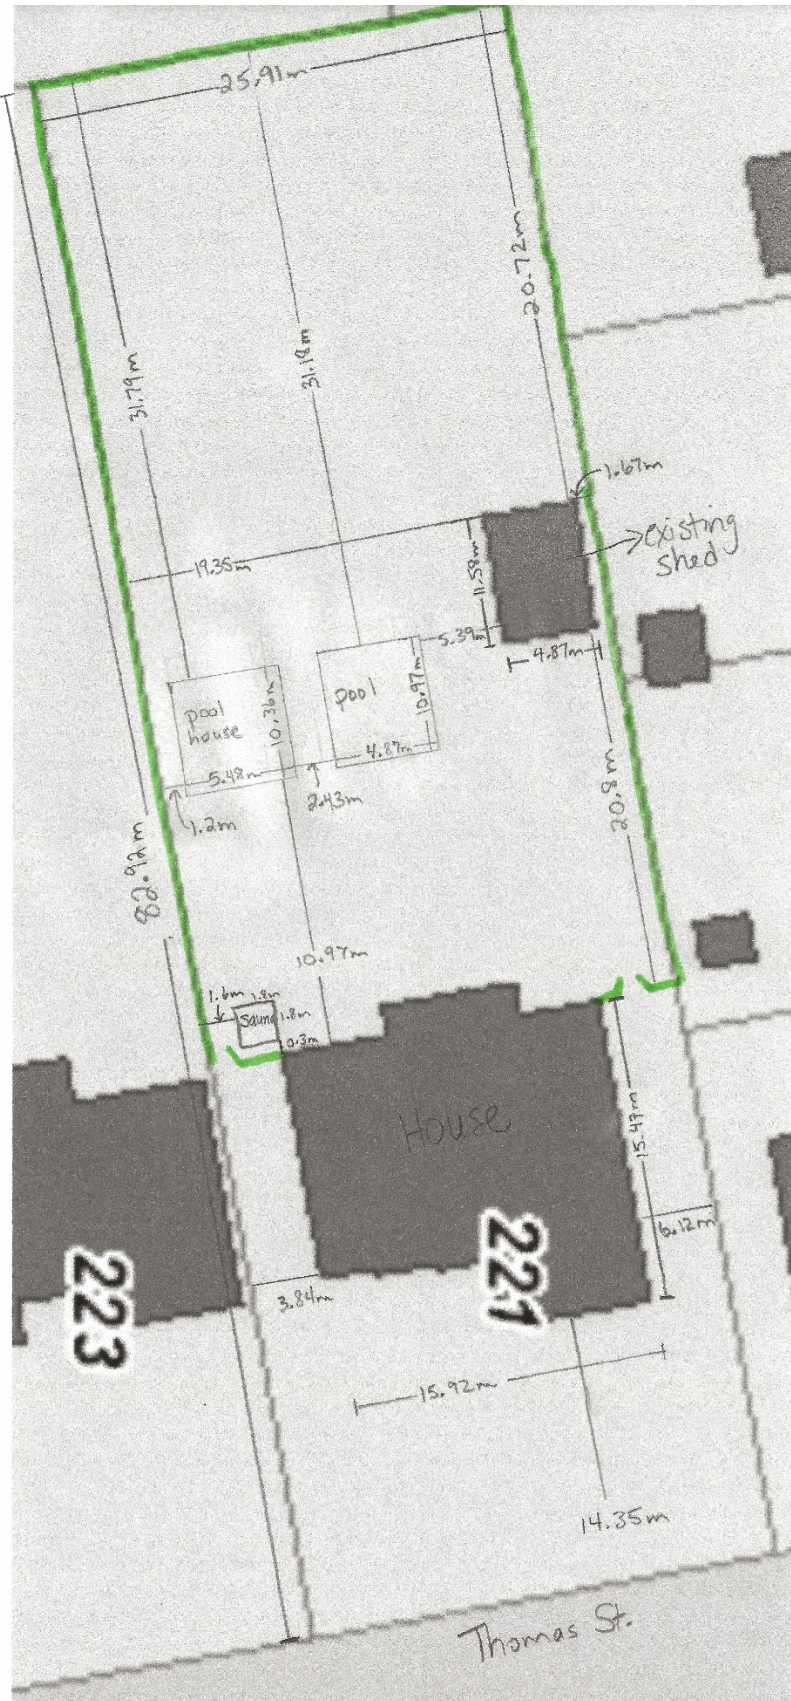 25.91m
20.72m
31.79m
31.18m
1.67m
existing
shed
19.35m
11.58m
5.39m
4.87m
pool
house
10.36m
pool
10.97m
5.48m
4.87m
2.43m
1.2m
20.8m
82.92m
10.97m
1.6m
1.8m
sauna
1.8m
0.3m
House
15.47m
6.12m
221
223
3.84m
15.92m
14.35m
Thomas St.